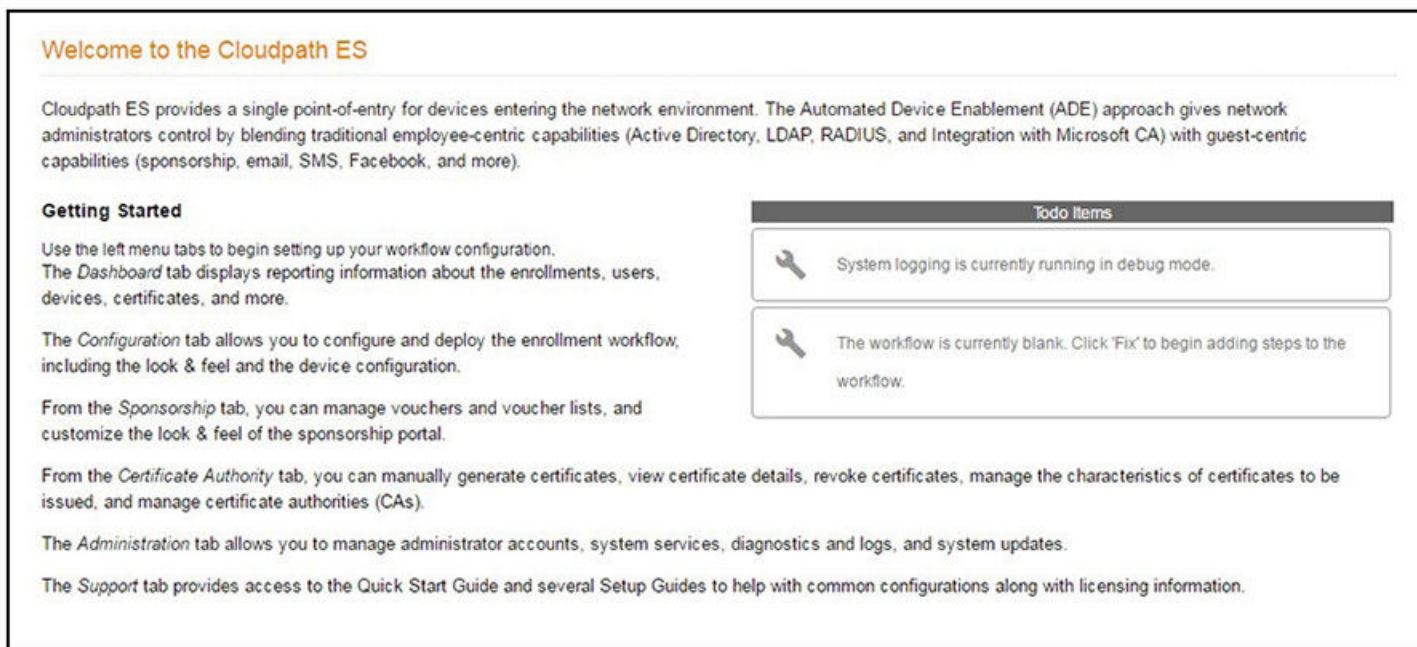 Welcome to the Cloudpath ES
Cloudpath ES provides a single point-of-entry for devices entering the network environment. The Automated Device Enablement (ADE) approach gives network
administrators control by blending traditional employee-centric capabilities (Active Directory, LDAP, RADIUS, and Integration with Microsoft CA) with guest-centric
capabilities (sponsorship, email, SMS, Facebook, and more).
Getting Started
Use the left menu tabs to begin setting up your workflow configuration.
The Dashboard tab displays reporting information about the enrollments, users,
devices, certificates, and more.
The Configuration tab allows you to configure and deploy the enrollment workflow,
including the look & feel and the device configuration.
From the Sponsorship tab, you can manage vouchers and voucher lists, and
customize the look & feel of the sponsorship portal.
Todo Items
System logging is currently running in debug mode.
The workflow is currently blank. Click 'Fix' to begin adding steps to the
workflow.
From the Certificate Authority tab, you can manually generate certificates, view certificate details, revoke certificates, manage the characteristics of certificates to be
issued, and manage certificate authorities (CAs).
The Administration tab allows you to manage administrator accounts, system services, diagnostics and logs, and system updates.
The Support tab provides access to the Quick Start Guide and several Setup Guides to help with common configurations along with licensing information.